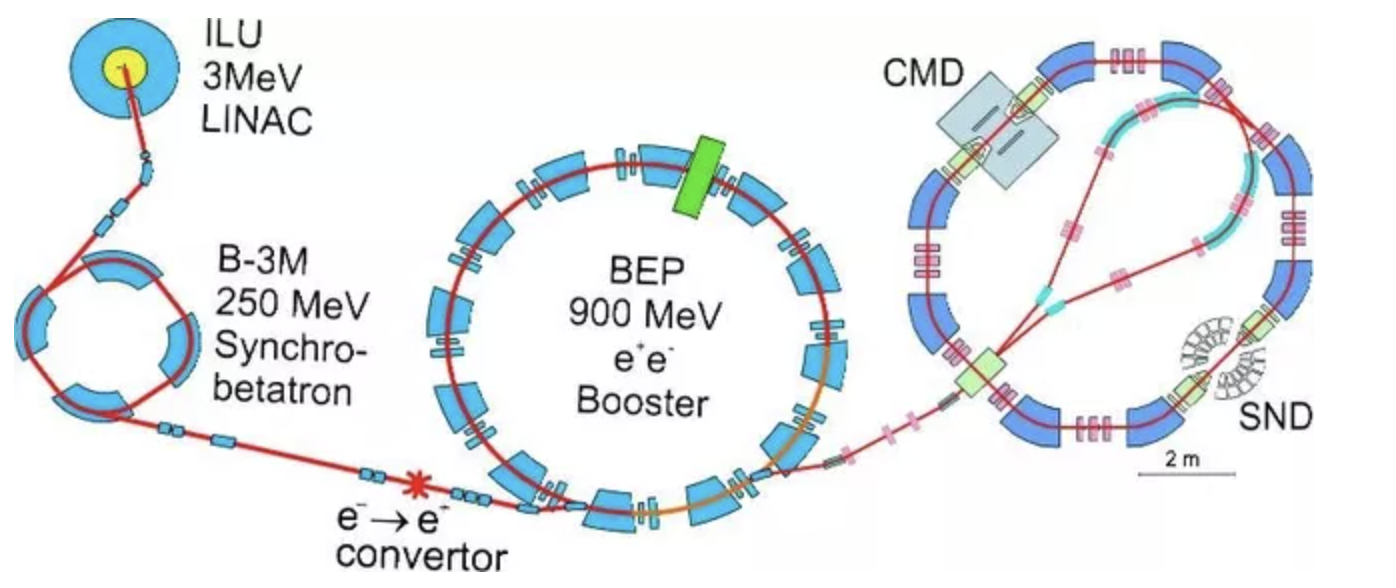 ILU
3MeV
LINAC
B-3M
250 MeV
Synchro-
betatron
e⁻→e⁺
convertor
BEP
900 MeV
e⁺e⁻
Booster
CMD
SND
2 m